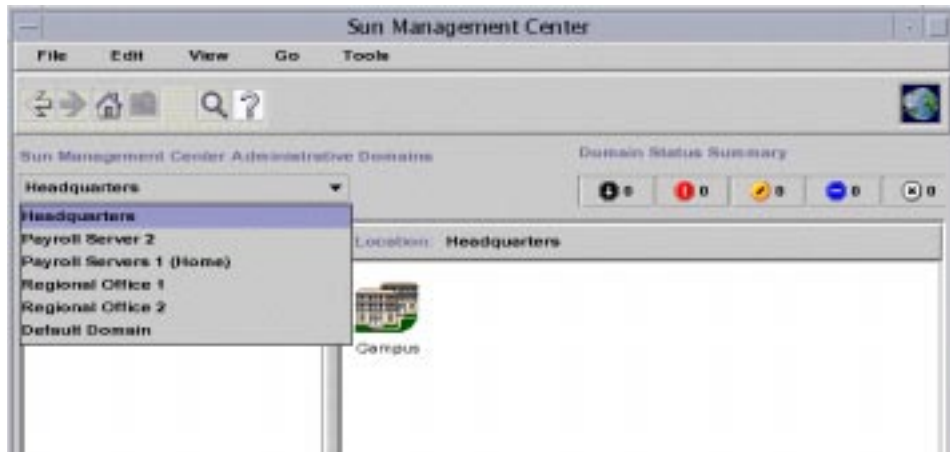 Sun Management Center
File Edit View Go Tools
Sun Management Center Administrative Domains
Domain Status Summary
Headquarters
0 0 0 0 0
Headquarters
Payroll Server 2
Payroll Servers 1 (Home)
Regional Office 1
Regional Office 2
Default Domain
Location: Headquarters
Campus